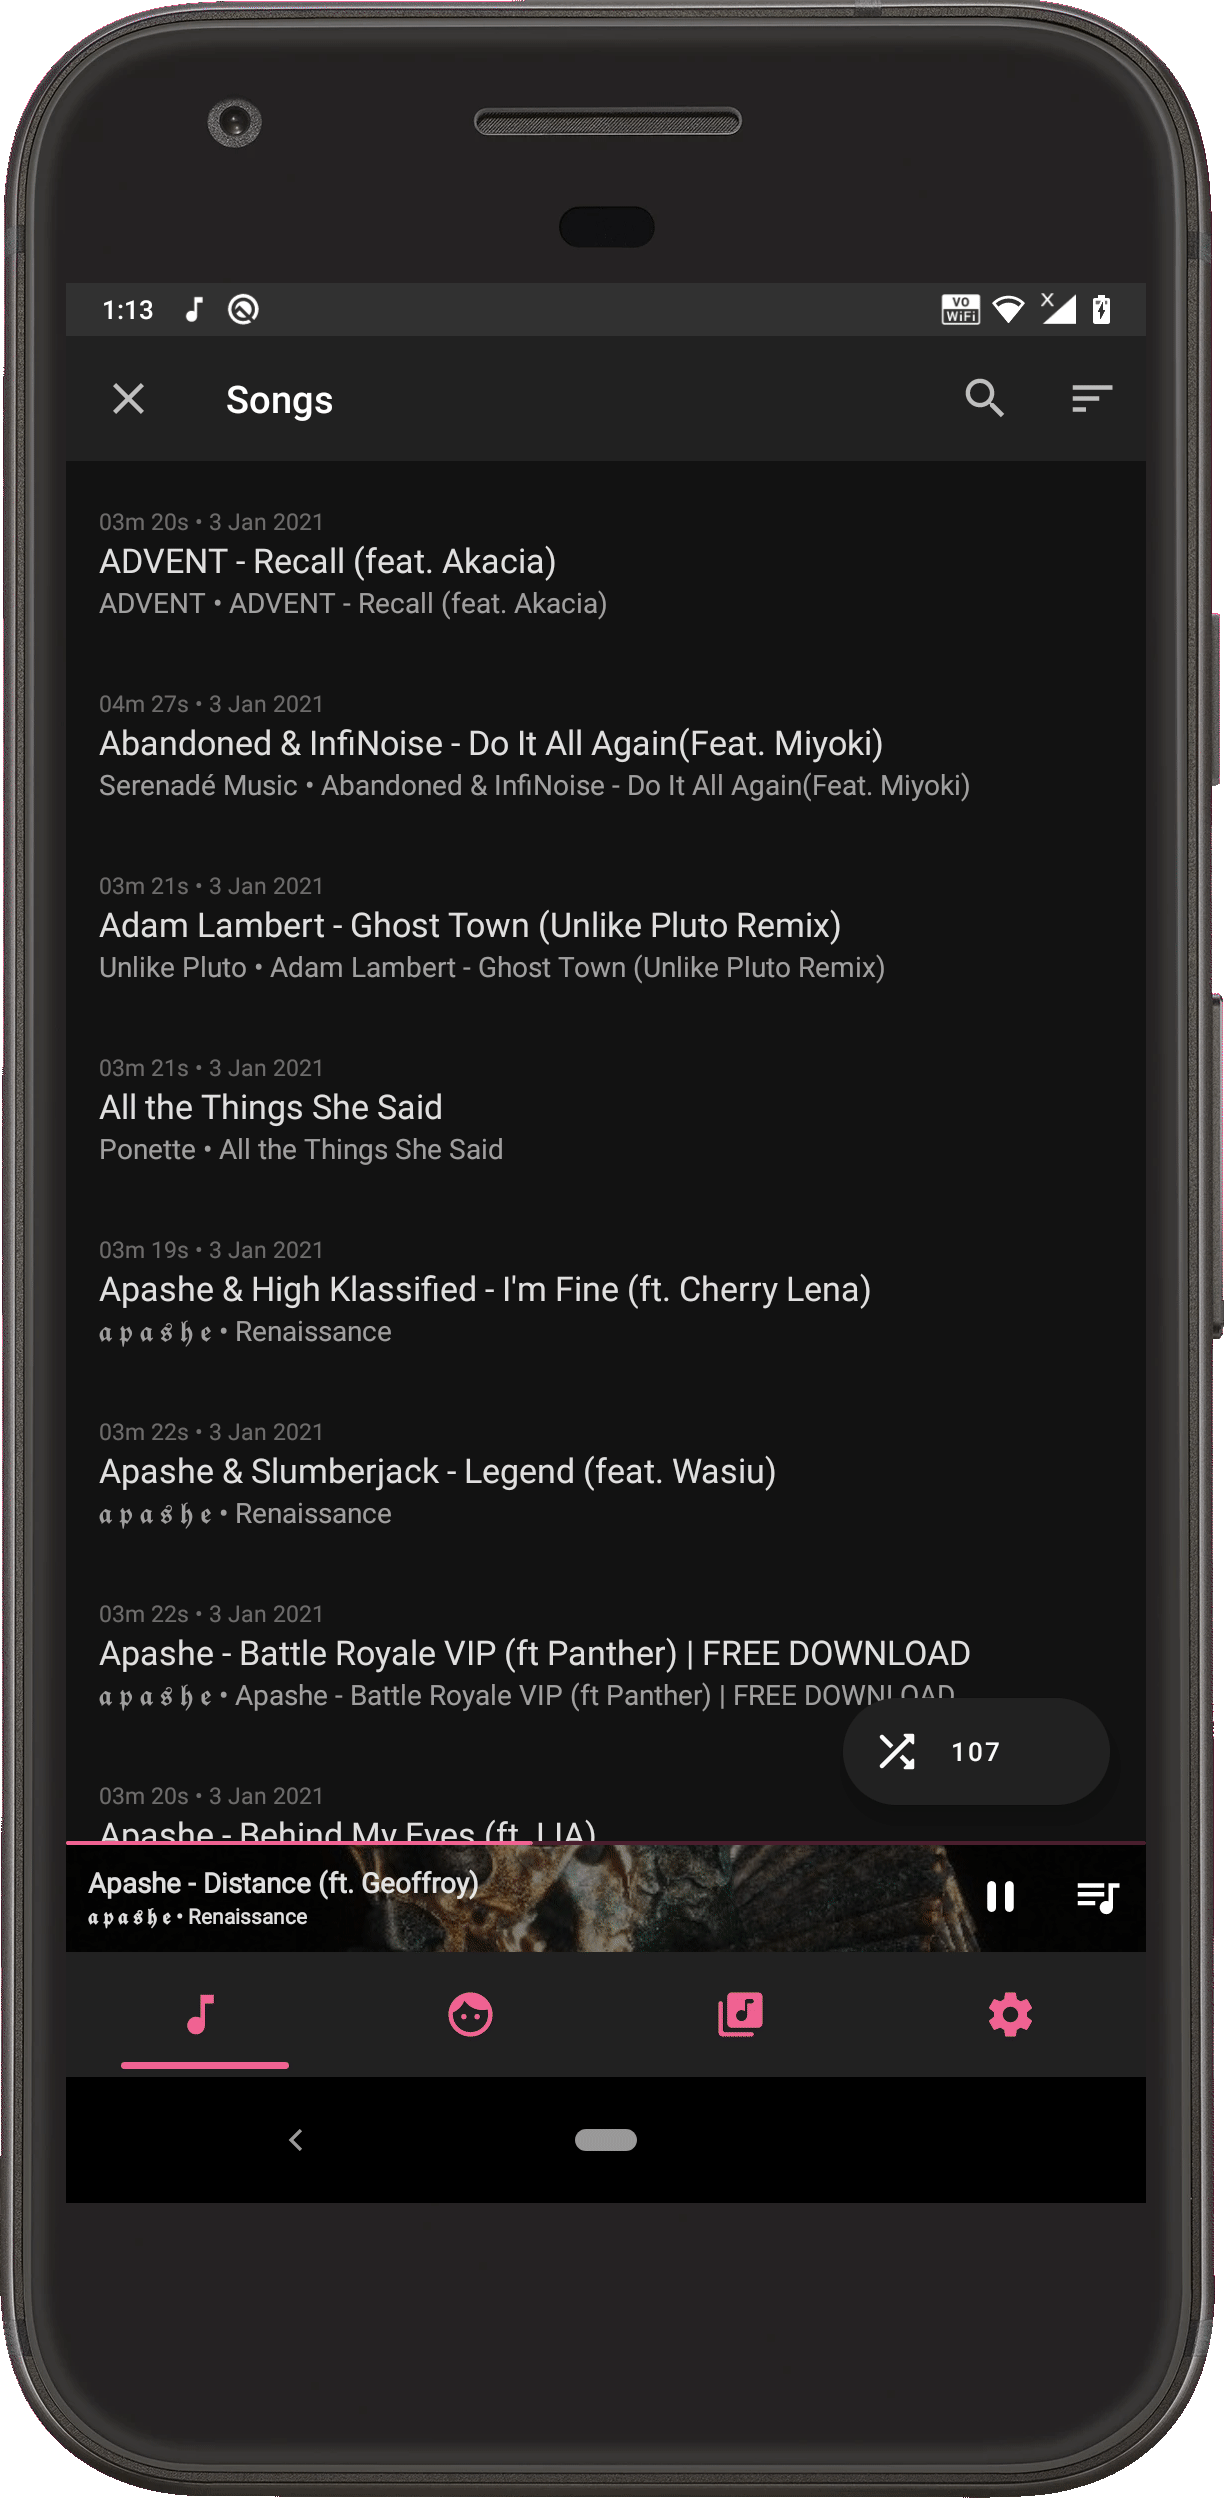 1:13
VO
WiFi
X
Songs
03m 20s • 3 Jan 2021
ADVENT - Recall (feat. Akacia)
ADVENT • ADVENT - Recall (feat. Akacia)
04m 27s • 3 Jan 2021
Abandoned & InfiNoise - Do It All Again(Feat. Miyoki)
Serenadé Music • Abandoned & InfiNoise - Do It All Again(Feat. Miyoki)
03m 21s • 3 Jan 2021
Adam Lambert - Ghost Town (Unlike Pluto Remix)
Unlike Pluto • Adam Lambert - Ghost Town (Unlike Pluto Remix)
03m 21s • 3 Jan 2021
All the Things She Said
Ponette • All the Things She Said
03m 19s • 3 Jan 2021
Apashe & High Klassified - I'm Fine (ft. Cherry Lena)
𝖆 𝖕 𝖆 𝖘 𝖍 𝖊 • Renaissance
03m 22s • 3 Jan 2021
Apashe & Slumberjack - Legend (feat. Wasiu)
𝖆 𝖕 𝖆 𝖘 𝖍 𝖊 • Renaissance
03m 22s • 3 Jan 2021
Apashe - Battle Royale VIP (ft Panther) | FREE DOWNLOAD
𝖆 𝖕 𝖆 𝖘 𝖍 𝖊 • Apashe - Battle Royale VIP (ft Panther) | FREE DOWNLOAD
107
03m 20s • 3 Jan 2021
Apashe - Behind My Eyes (ft. LIA)
Apashe - Distance (ft. Geoffroy)
𝖆 𝖕 𝖆 𝖘 𝖍 𝖊 • Renaissance